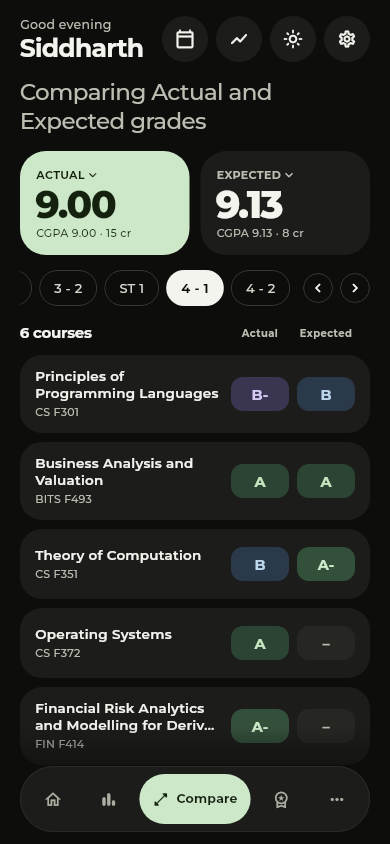 Good evening
Siddharth
Comparing Actual and
Expected grades
ACTUAL
9.00
CGPA 9.00 · 15 cr
EXPECTED
9.13
CGPA 9.13 · 8 cr
3 - 2
ST 1
4 - 1
4 - 2
6 courses
Actual
Expected
Principles of
Programming Languages
CS F301
B-
B
Business Analysis and
Valuation
BITS F493
A
A
Theory of Computation
CS F351
B
A-
Operating Systems
CS F372
A
–
Financial Risk Analytics
and Modelling for Deriv...
FIN F414
A-
–
Compare